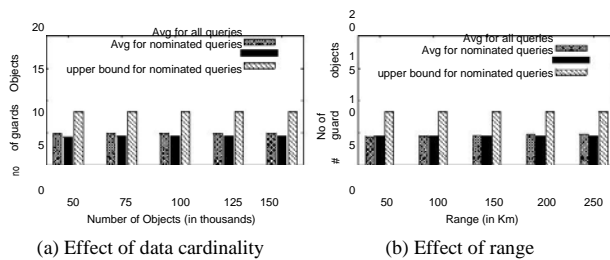 20
Avg for all queries
Avg for nominated queries
upper bound for nominated queries
15
10
5
0
no of guards Objects
50 75 100 125 150
Number of Objects (in thousands)
(a) Effect of data cardinality
2
0
Avg for all queries
Avg for nominated queries
upper bound for nominated queries
1
5
1
0
5
0
# No of guard objects
50 100 150 200 250
Range (in Km)
(b) Effect of range